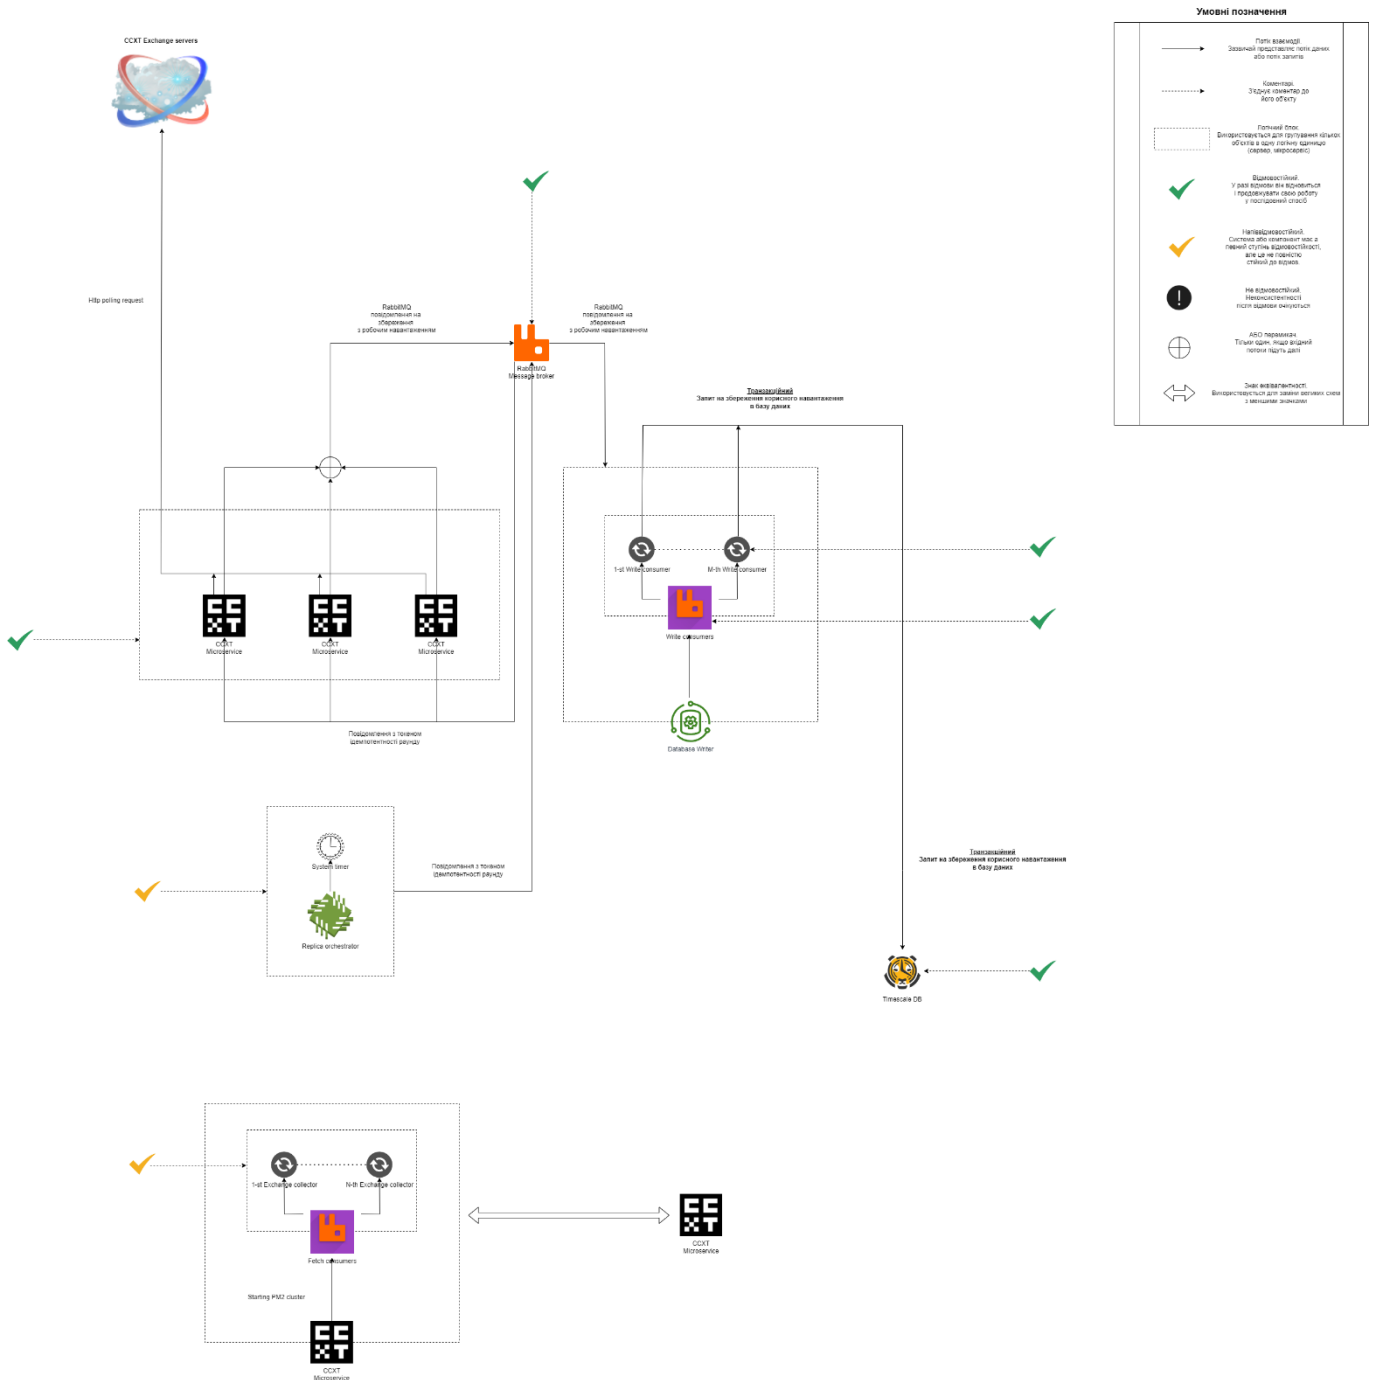 Умовні позначення
Потік взаємодії.
Зазвичай представляє потік даних
або потік запитів
Коментарі.
З'єднує коментар до
його об'єкту
Логічний блок.
Використовується для групування кількох
об'єктів в одну логічну одиницю
(сервер, мікросервіс)
Відмовостійкий.
У разі відмови він відновиться
і продовжувати свою роботу
у послідовний спосіб
Напіввідмовостійкий.
Система або компонент має а
певний ступінь відмовостійкості,
але це не повністю
стійкий до відмов.
Не відмовостійкий.
Неконсистентності
після відмови очікуються
АБО перемикач.
Тільки один, якщо вхідний
потоки підуть далі
Знак еквівалентності.
Використовується для заміни великих схем
з меншими значками
CCXT Exchange servers
Http polling request
RabbitMQ
повідомлення на
збереження
з робочим навантаженням
RabbitMQ
повідомлення на
збереження
з робочим навантаженням
RabbitMQ
Message broker
Транзакційний
Запит на збереження корисного навантаження
в базу даних
1-st Write consumer
M-th Write consumer
Write consumers
Database Writer
CCXT
Microservice
CCXT
Microservice
CCXT
Microservice
Повідомлення з токеном
ідемпотентності раунду
System timer
Replica orchestrator
Повідомлення з токеном
ідемпотентності раунду
Транзакційний
Запит на збереження корисного навантаження
в базу даних
Timescale DB
1-st Exchange collector
N-th Exchange collector
Fetch consumers
Starting PM2 cluster
CCXT
Microservice
CCXT
Microservice